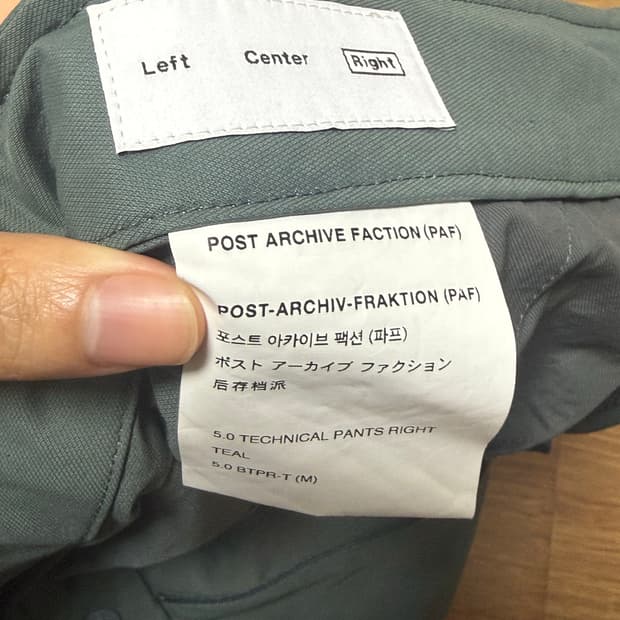 Left Center Right
POST ARCHIVE FACTION (PAF)
POST-ARCHIV-FRAKTION (PAF)
포스트 아카이브 팩션 (파프)
ポスト アーカイブ ファクション
后存档派
5.0 TECHNICAL PANTS RIGHT
TEAL
5.0 BTPR-T (M)